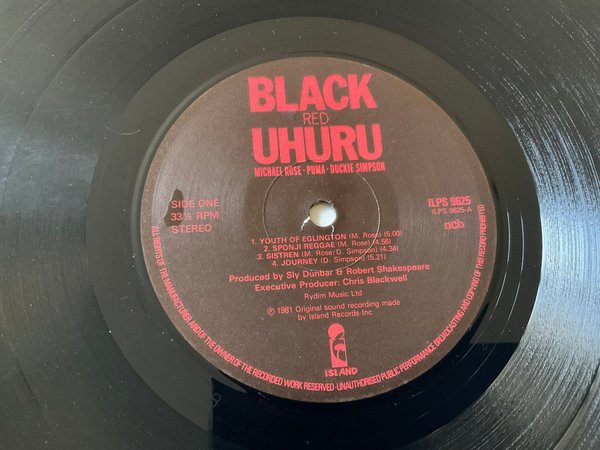 BLACK
RED
UHURU
MICHAEL ROSE · PUMA · DUCKIE SIMPSON
SIDE ONE
33⅓ RPM
STEREO
ILPS 9625
ILPS 9625-A
ncb
1. YOUTH OF EGLINGTON (M. Rose) (5.00)
2. SPONJI REGGAE (M. Rose) (4.56)
3. SISTREN (M. Rose/D. Simpson) (4.34)
4. JOURNEY (D. Simpson) (5.21)
Produced by Sly Dunbar & Robert Shakespeare
Executive Producer: Chris Blackwell
Rydim Music Ltd
℗ 1981 Original sound recording made
by Island Records Inc
ISLAND
ALL RIGHTS OF THE MANUFACTURER AND OF THE OWNER OF THE RECORDED WORK RESERVED · UNAUTHORISED PUBLIC PERFORMANCE, BROADCASTING AND COPYING OF THIS RECORD PROHIBITED